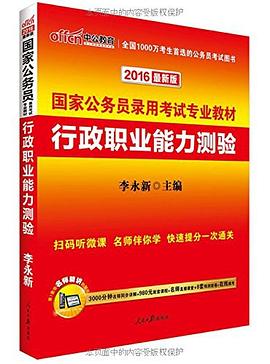 本页面中的内容受版权保护
offcn中公教育
全国1000万考生首选的公务员考试图书
2016最新版
国家公务员录用考试专业教材
行政职业能力测验
李永新 主编
扫码听微课 名师伴你学 快速提分一次通关
人民日报出版社
国家公务员
行政职业能力测验
李永新
本页面中的内容受版权保护